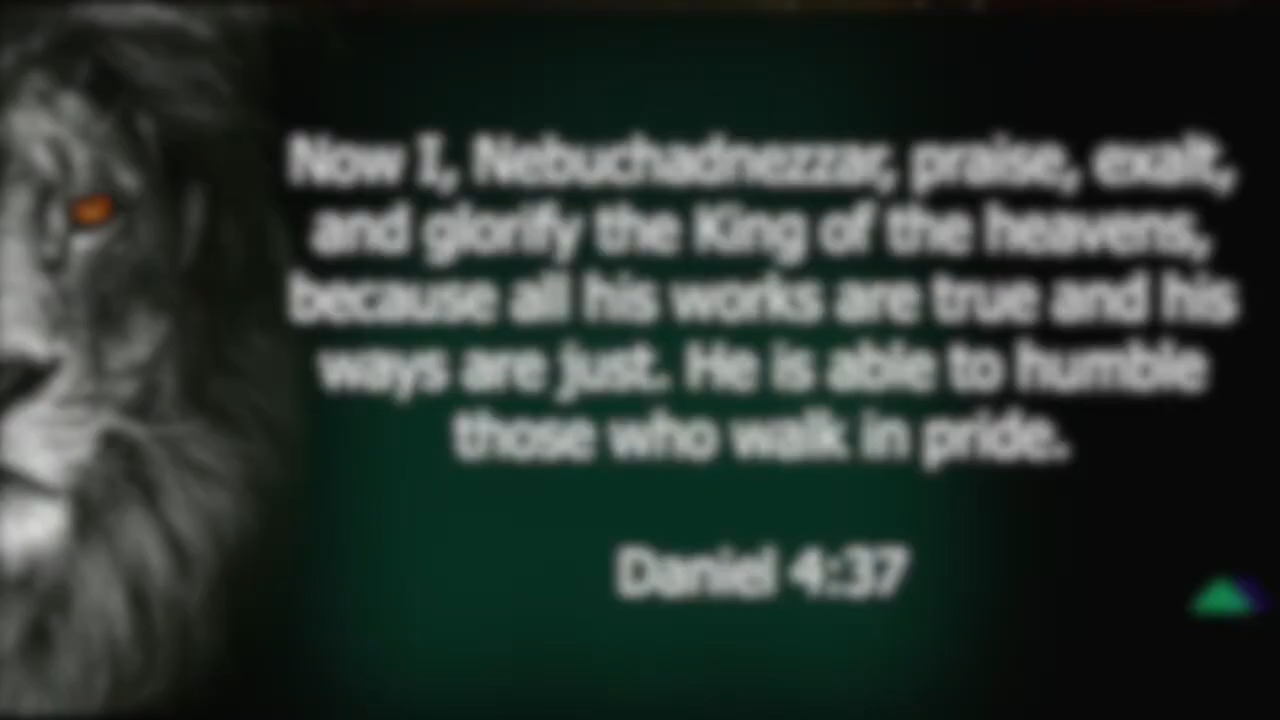 Now I, Nebuchadnezzar, praise, exalt,
and glorify the King of the heavens,
because all his works are true and his
ways are just. He is able to humble
those who walk in pride.
Daniel 4:37